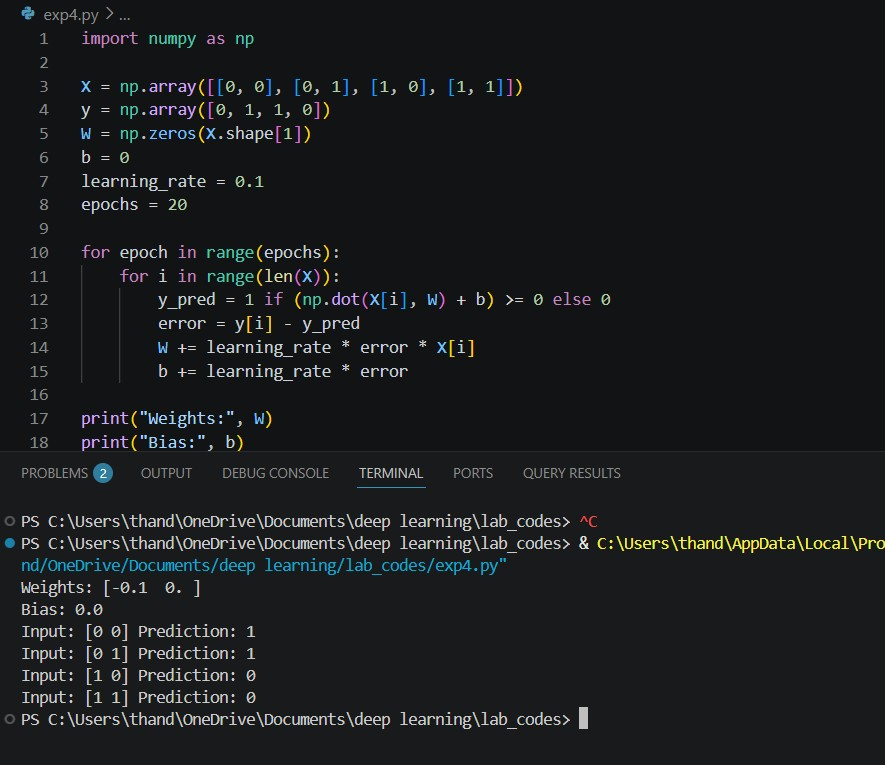 exp4.py > ...
1 import numpy as np
2
3 X = np.array([[0, 0], [0, 1], [1, 0], [1, 1]])
4 y = np.array([0, 1, 1, 0])
5 W = np.zeros(X.shape[1])
6 b = 0
7 learning_rate = 0.1
8 epochs = 20
9
10 for epoch in range(epochs):
11     for i in range(len(X)):
12         y_pred = 1 if (np.dot(X[i], W) + b) >= 0 else 0
13         error = y[i] - y_pred
14         W += learning_rate * error * X[i]
15         b += learning_rate * error
16
17 print("Weights:", W)
18 print("Bias:", b)
PROBLEMS 2 OUTPUT DEBUG CONSOLE TERMINAL PORTS QUERY RESULTS
PS C:\Users\thand\OneDrive\Documents\deep learning\lab_codes> ^C
PS C:\Users\thand\OneDrive\Documents\deep learning\lab_codes> & C:\Users\thand\AppData\Local\Pro
nd/OneDrive/Documents/deep learning/lab_codes/exp4.py"
Weights: [-0.1  0. ]
Bias: 0.0
Input: [0 0] Prediction: 1
Input: [0 1] Prediction: 1
Input: [1 0] Prediction: 0
Input: [1 1] Prediction: 0
PS C:\Users\thand\OneDrive\Documents\deep learning\lab_codes>